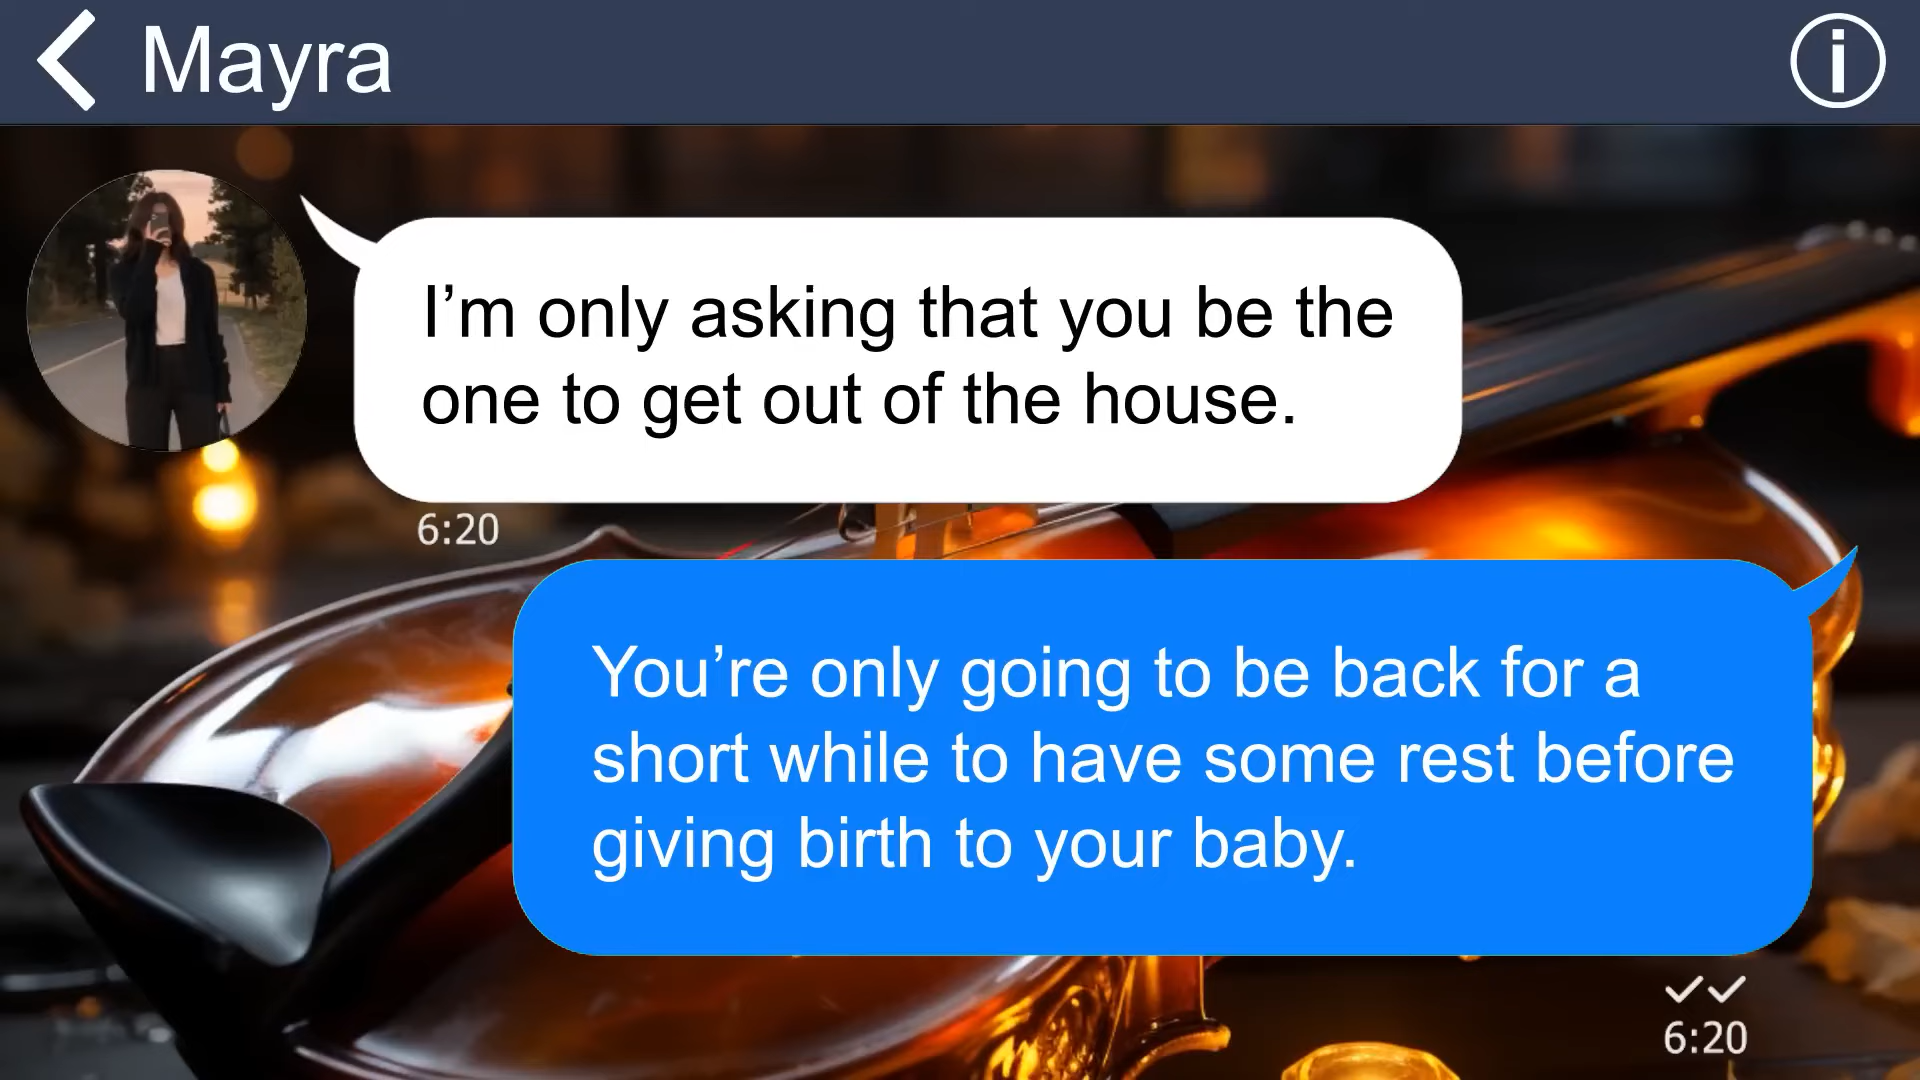 Mayra
I’m only asking that you be the
one to get out of the house.
6:20
You’re only going to be back for a
short while to have some rest before
giving birth to your baby.
6:20